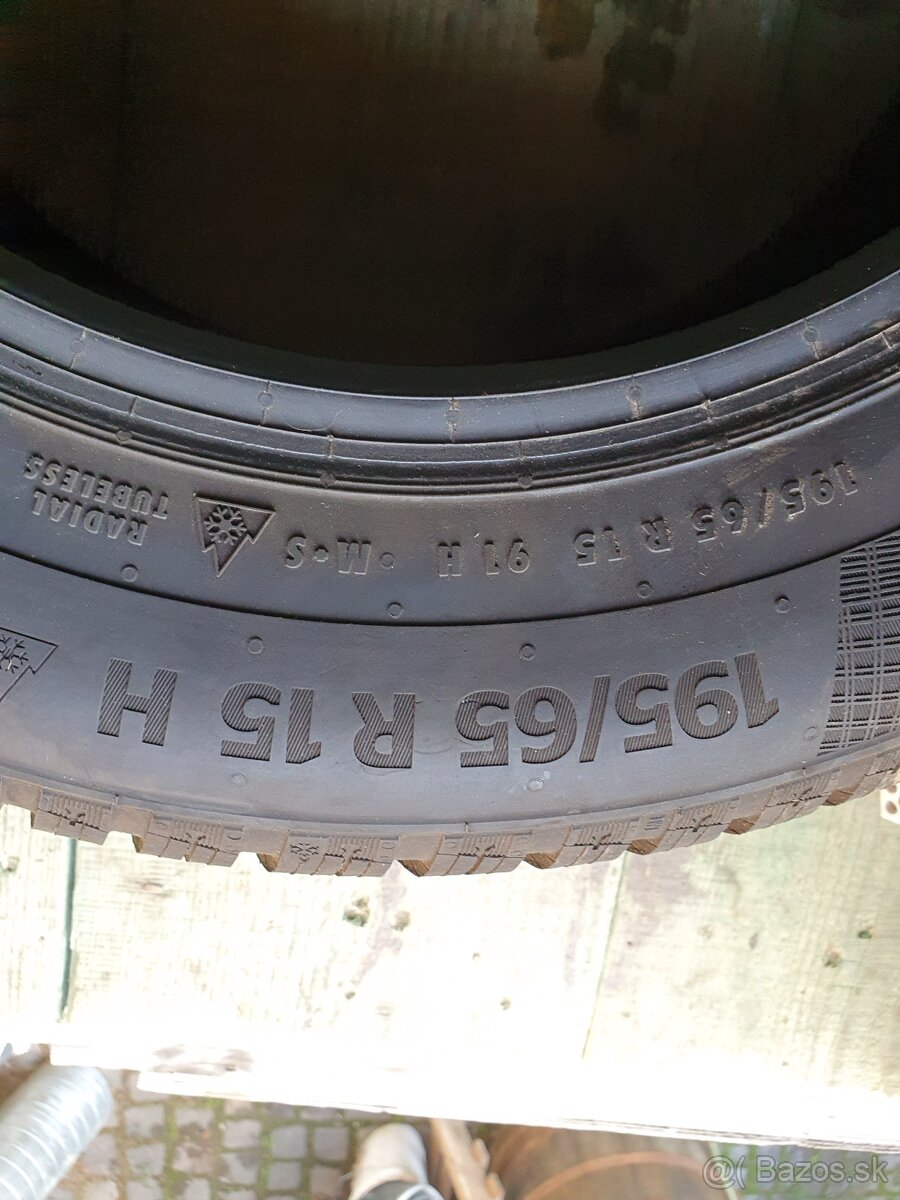 195/65 R 15 91 H M•S
RADIAL
TUBELESS
195/65 R 15 H
@( Bazos.sk